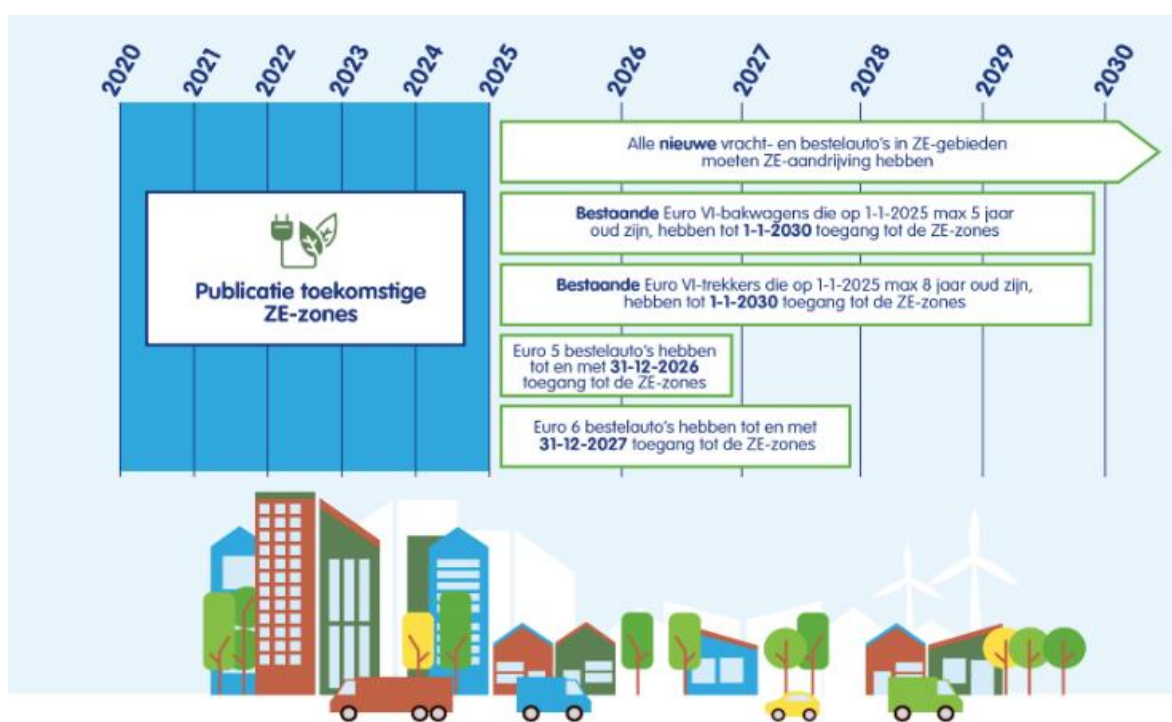 2020 2021 2022 2023 2024 2025 2026 2027 2028 2029 2030
Alle nieuwe vracht- en bestelauto's in ZE-gebieden
moeten ZE-aandrijving hebben
Bestaande Euro VI-bakwagens die op 1-1-2025 max 5 jaar
oud zijn, hebben tot 1-1-2030 toegang tot de ZE-zones
Publicatie toekomstige
ZE-zones
Bestaande Euro VI-trekkers die op 1-1-2025 max 8 jaar oud zijn,
hebben tot 1-1-2030 toegang tot de ZE-zones
Euro 5 bestelauto's hebben
tot en met 31-12-2026
toegang tot de ZE-zones
Euro 6 bestelauto's hebben tot en met
31-12-2027 toegang tot de ZE-zones